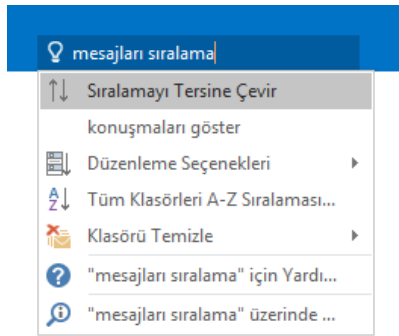 mesajları sıralama
Sıralamayı Tersine Çevir
konuşmaları göster
Düzenleme Seçenekleri
Tüm Klasörleri A-Z Sıralaması...
Klasörü Temizle
"mesajları sıralama" için Yardı...
"mesajları sıralama" üzerinde ...